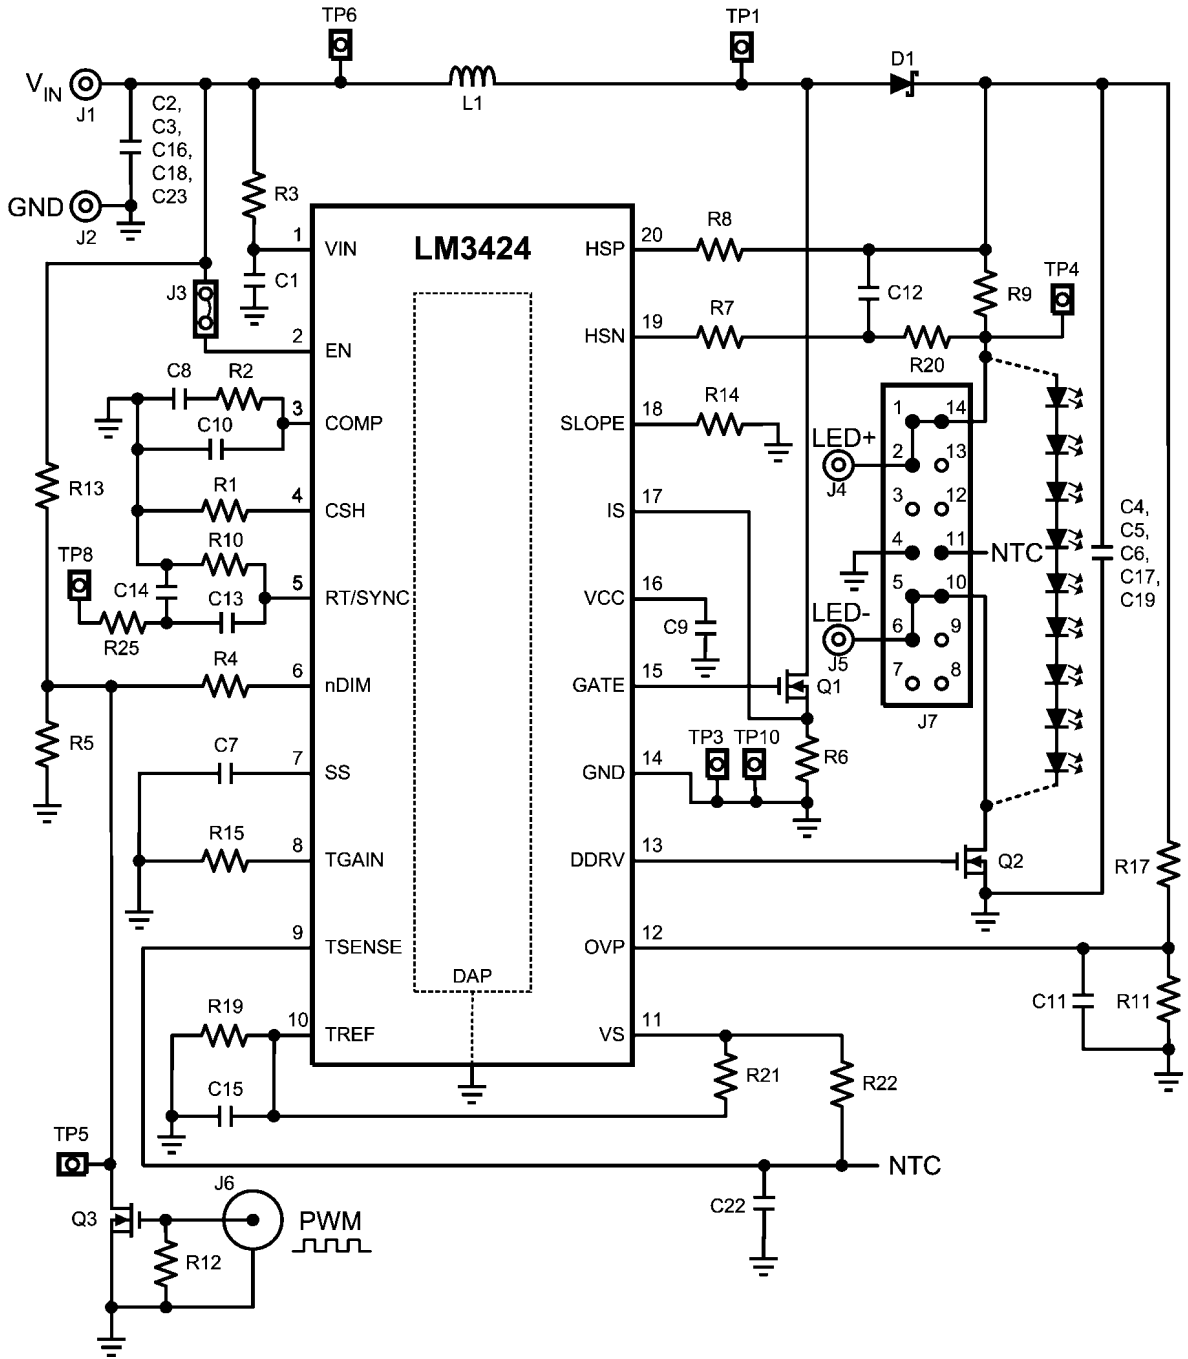 TP6
TP1
D1
VIN
J1
C2,
C3,
C16,
C18,
C23
L1
GND
J2
R3
1
VIN
LM3424
HSP
20
R8
C1
J3
C12
R9
TP4
2
EN
HSN
19
R7
R20
C8
R2
3
COMP
C10
SLOPE
18
R14
1
14
LED+
2
13
J4
R13
R1
4
CSH
IS
17
3
12
4
11
NTC
C4,
C5,
C6,
C17,
C19
TP8
R10
C14
C13
5
RT/SYNC
R25
VCC
16
C9
5
10
LED-
6
9
J5
R4
6
nDIM
GATE
15
Q1
7
8
J7
R5
C7
7
SS
GND
14
TP3
TP10
R6
R15
8
TGAIN
DDRV
13
Q2
R17
9
TSENSE
OVP
12
DAP
C11
R11
R19
10
TREF
VS
11
C15
R21
R22
TP5
NTC
J6
C22
Q3
PWM
R12